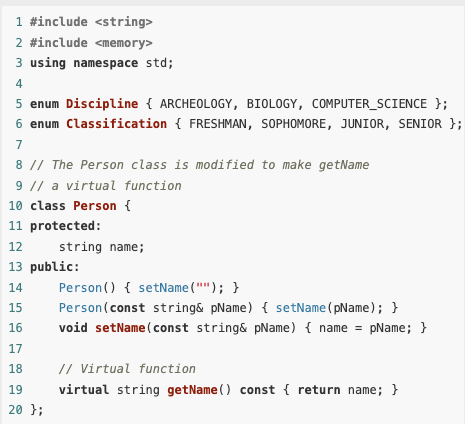 1 #include <string>
2 #include <memory>
3 using namespace std;
4
5 enum Discipline { ARCHEOLOGY, BIOLOGY, COMPUTER_SCIENCE };
6 enum Classification { FRESHMAN, SOPHOMORE, JUNIOR, SENIOR };
7
8 // The Person class is modified to make getName
9 // a virtual function
10 class Person {
11 protected:
12     string name;
13 public:
14     Person() { setName(""); }
15     Person(const string& pName) { setName(pName); }
16     void setName(const string& pName) { name = pName; }
17
18     // Virtual function
19     virtual string getName() const { return name; }
20 };